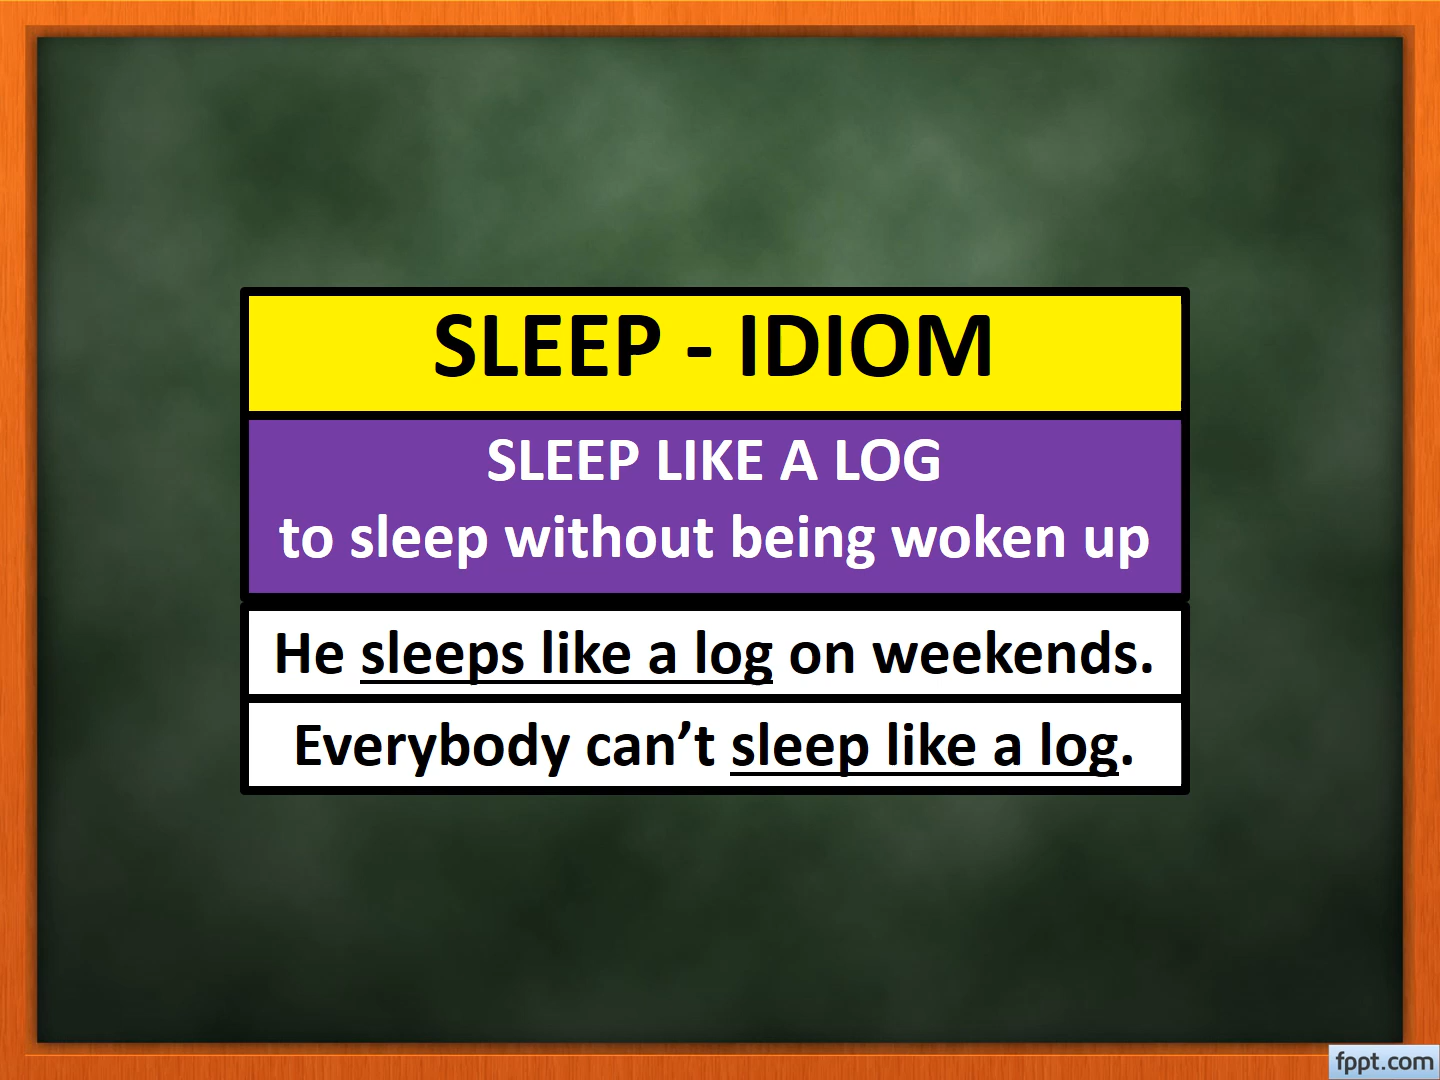 SLEEP - IDIOM
SLEEP LIKE A LOG
to sleep without being woken up
He sleeps like a log on weekends.
Everybody can’t sleep like a log.
fppt.com